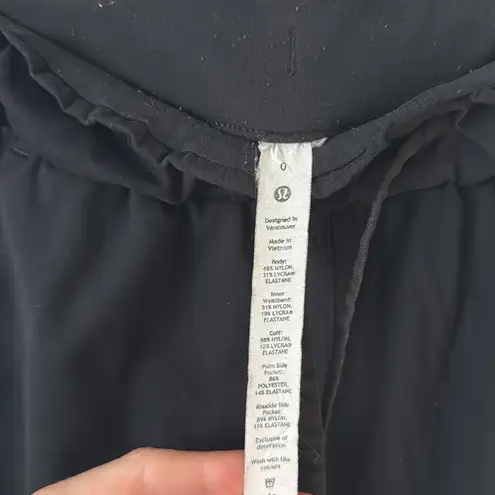 0
Designed in
Vancouver
Made in
Vietnam
Body:
69% NYLON,
31% LYCRA®
ELASTANE
Inner
Waistband:
81% NYLON,
19% LYCRA®
ELASTANE
Cuff:
88% NYLON,
12% LYCRA®
ELASTANE
Palm Side
Pocket:
86%
POLYESTER,
14% ELASTANE
Knuckle Side
Pocket:
89% NYLON,
11% ELASTANE
Exclusive of
decoration
Wash with like
colours